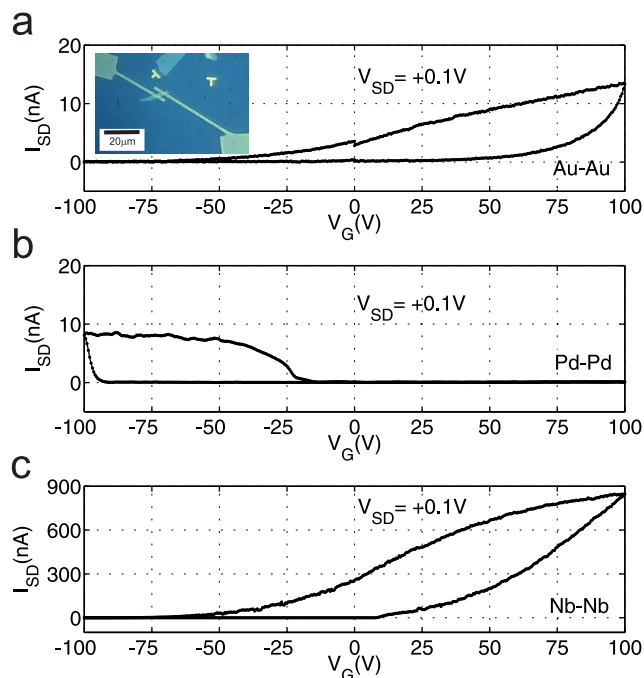 a
20
10
0
I_SD(nA)
V_SD = +0.1V
20μm
Au-Au
-100 -75 -50 -25 0 25 50 75 100
V_G(V)
b
20
10
0
I_SD(nA)
V_SD = +0.1V
Pd-Pd
-100 -75 -50 -25 0 25 50 75 100
V_G(V)
c
900
600
300
0
I_SD(nA)
V_SD= +0.1V
Nb-Nb
-100 -75 -50 -25 0 25 50 75 100
V_G(V)